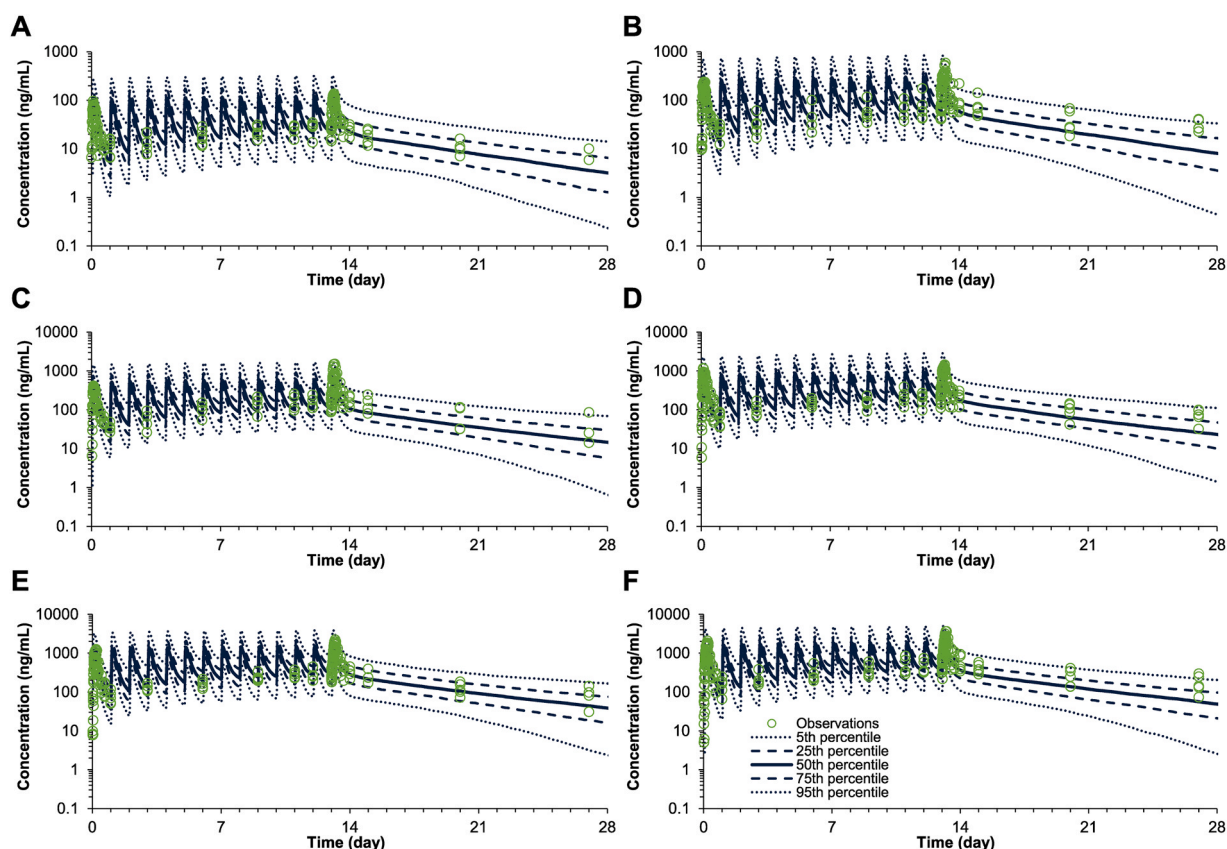 A
Concentration (ng/mL)
1000
100
10
1
0.1
0
7
14
21
28
Time (day)
B
Concentration (ng/mL)
1000
100
10
1
0.1
0
7
14
21
28
Time (day)
C
Concentration (ng/mL)
10000
1000
100
10
1
0.1
0
7
14
21
28
Time (day)
D
Concentration (ng/mL)
10000
1000
100
10
1
0.1
0
7
14
21
28
Time (day)
E
Concentration (ng/mL)
10000
1000
100
10
1
0.1
0
7
14
21
28
Time (day)
F
Concentration (ng/mL)
10000
1000
100
10
1
0.1
0
7
14
21
28
Time (day)
Observations
5th percentile
25th percentile
50th percentile
75th percentile
95th percentile